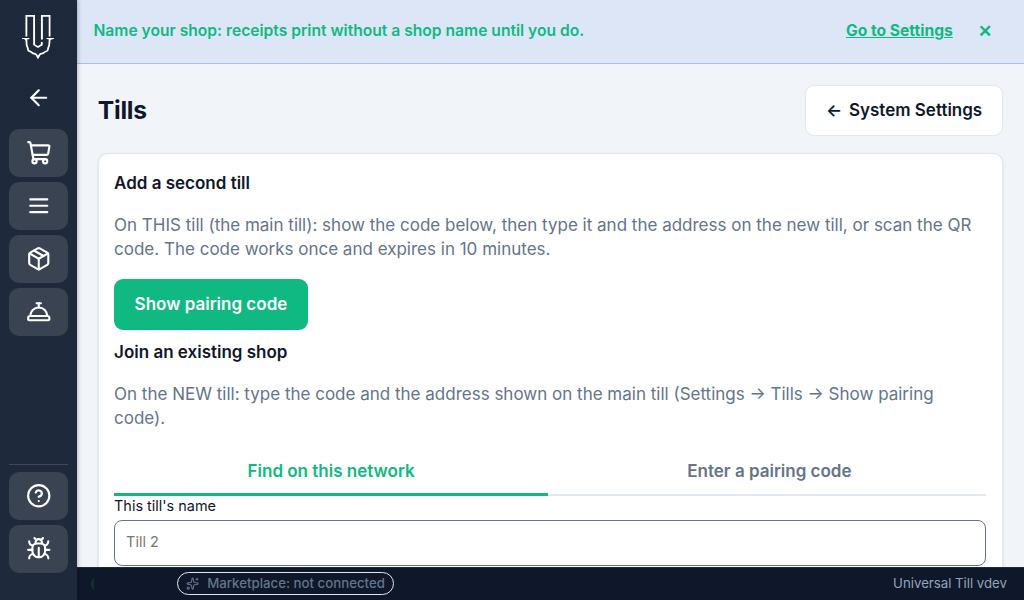 Name your shop: receipts print without a shop name until you do.
Go to Settings ×
Tills
← System Settings
Add a second till
On THIS till (the main till): show the code below, then type it and the address on the new till, or scan the QR
code. The code works once and expires in 10 minutes.
Show pairing code
Join an existing shop
On the NEW till: type the code and the address shown on the main till (Settings → Tills → Show pairing
code).
Find on this network
Enter a pairing code
This till's name
Till 2
Marketplace: not connected
Universal Till vdev